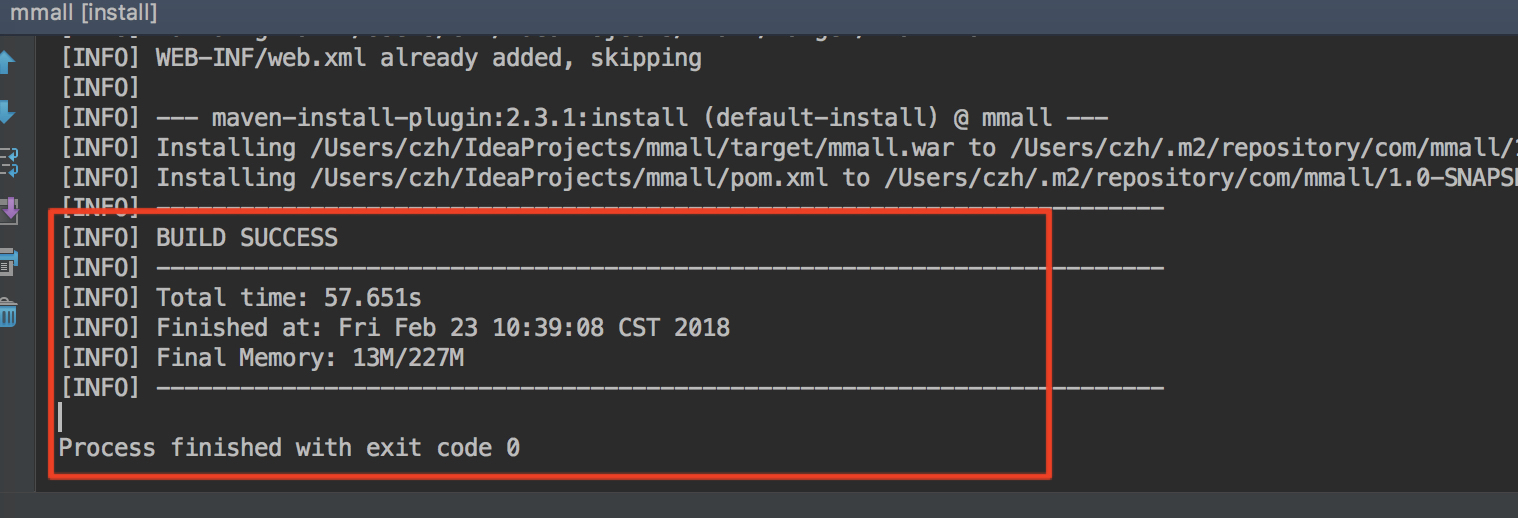 mmall [install]
[INFO] WEB-INF/web.xml already added, skipping
[INFO]
[INFO] --- maven-install-plugin:2.3.1:install (default-install) @ mmall ---
[INFO] Installing /Users/czh/IdeaProjects/mmall/target/mmall.war to /Users/czh/.m2/repository/com/mmall/1
[INFO] Installing /Users/czh/IdeaProjects/mmall/pom.xml to /Users/czh/.m2/repository/com/mmall/1.0-SNAPSH
[INFO] ------------------------------------------------------------------------
[INFO] BUILD SUCCESS
[INFO] ------------------------------------------------------------------------
[INFO] Total time: 57.651s
[INFO] Finished at: Fri Feb 23 10:39:08 CST 2018
[INFO] Final Memory: 13M/227M
[INFO] ------------------------------------------------------------------------
Process finished with exit code 0